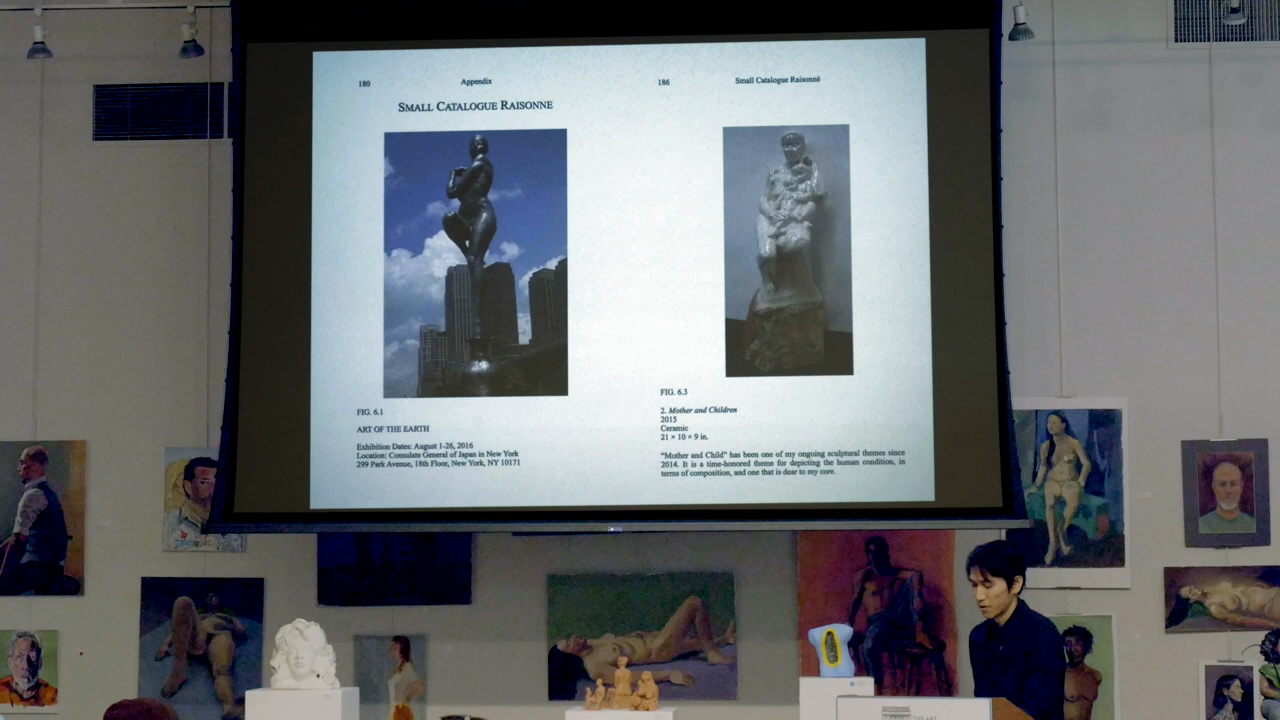 180
Appendix
SMALL CATALOGUE RAISONNE
FIG. 6.1
ART OF THE EARTH
Exhibition Dates: August 1-26, 2016
Location: Consulate General of Japan in New York
299 Park Avenue, 18th Floor, New York, NY 10171
186
Small Catalogue Raisonné
FIG. 6.3
2. Mother and Children
2015
Ceramic
21 × 10 × 9 in.
"Mother and Child" has been one of my ongoing sculptural themes since
2014. It is a time-honored theme for depicting the human condition, in
terms of composition, and one that is dear to my core.
THE ART